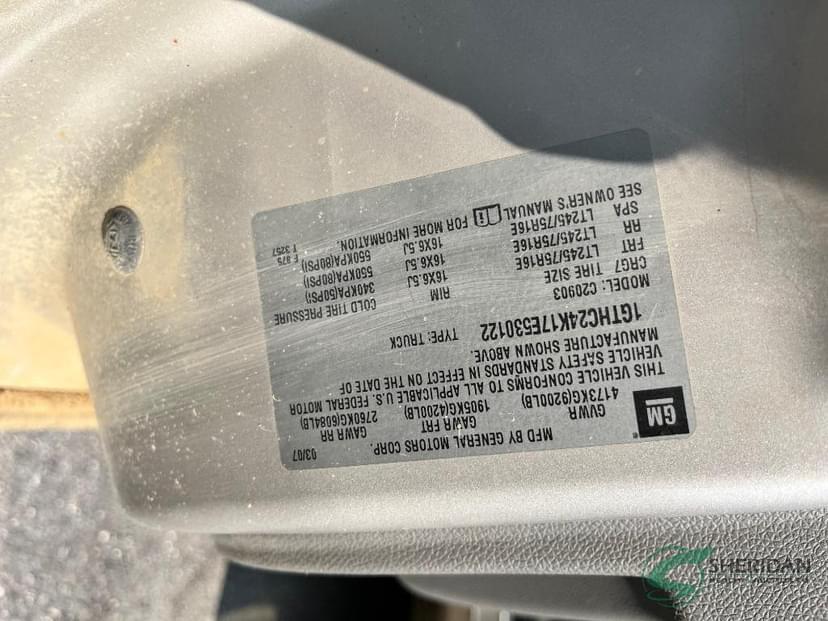 MFD BY GENERAL MOTORS CORP. 03/07
GM
GVWR GAWR FRT GAWR RR
4173KG(9200LB) 1905KG(4200LB) 2760KG(6084LB)
THIS VEHICLE CONFORMS TO ALL APPLICABLE U.S. FEDERAL MOTOR
VEHICLE SAFETY STANDARDS IN EFFECT ON THE DATE OF
MANUFACTURE SHOWN ABOVE.
1GTHC24K17E530122 TYPE: TRUCK
MODEL: C20903
CRG7 TIRE SIZE RIM COLD TIRE PRESSURE
FRT LT245/75R16E 16X6.5J 340KPA(50PSI)
RR LT245/75R16E 16X6.5J 550KPA(80PSI)
SPA LT245/75R16E 16X6.5J 550KPA(80PSI)
SEE OWNER'S MANUAL FOR MORE INFORMATION. F 875
T 3257
SHERIDAN